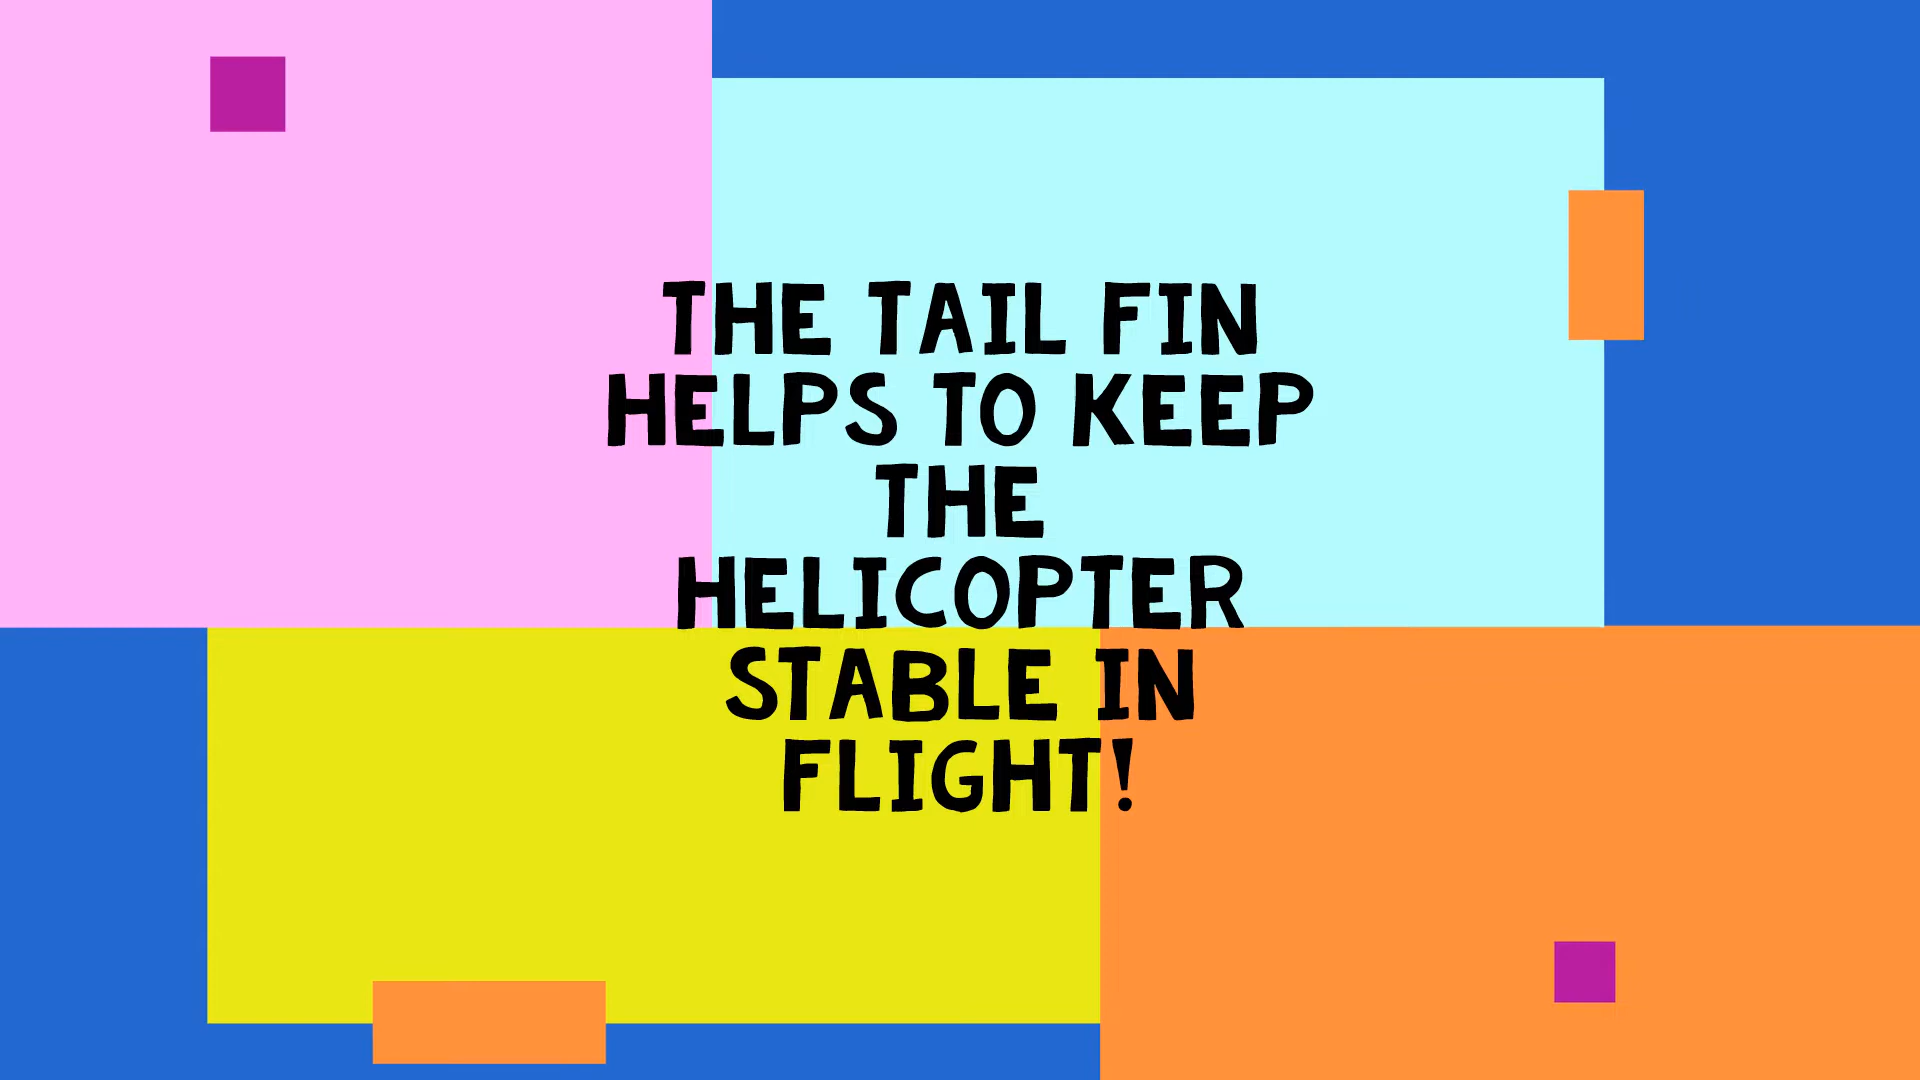 THE TAIL FIN
HELPS TO KEEP
THE
HELICOPTER
STABLE IN
FLIGHT!